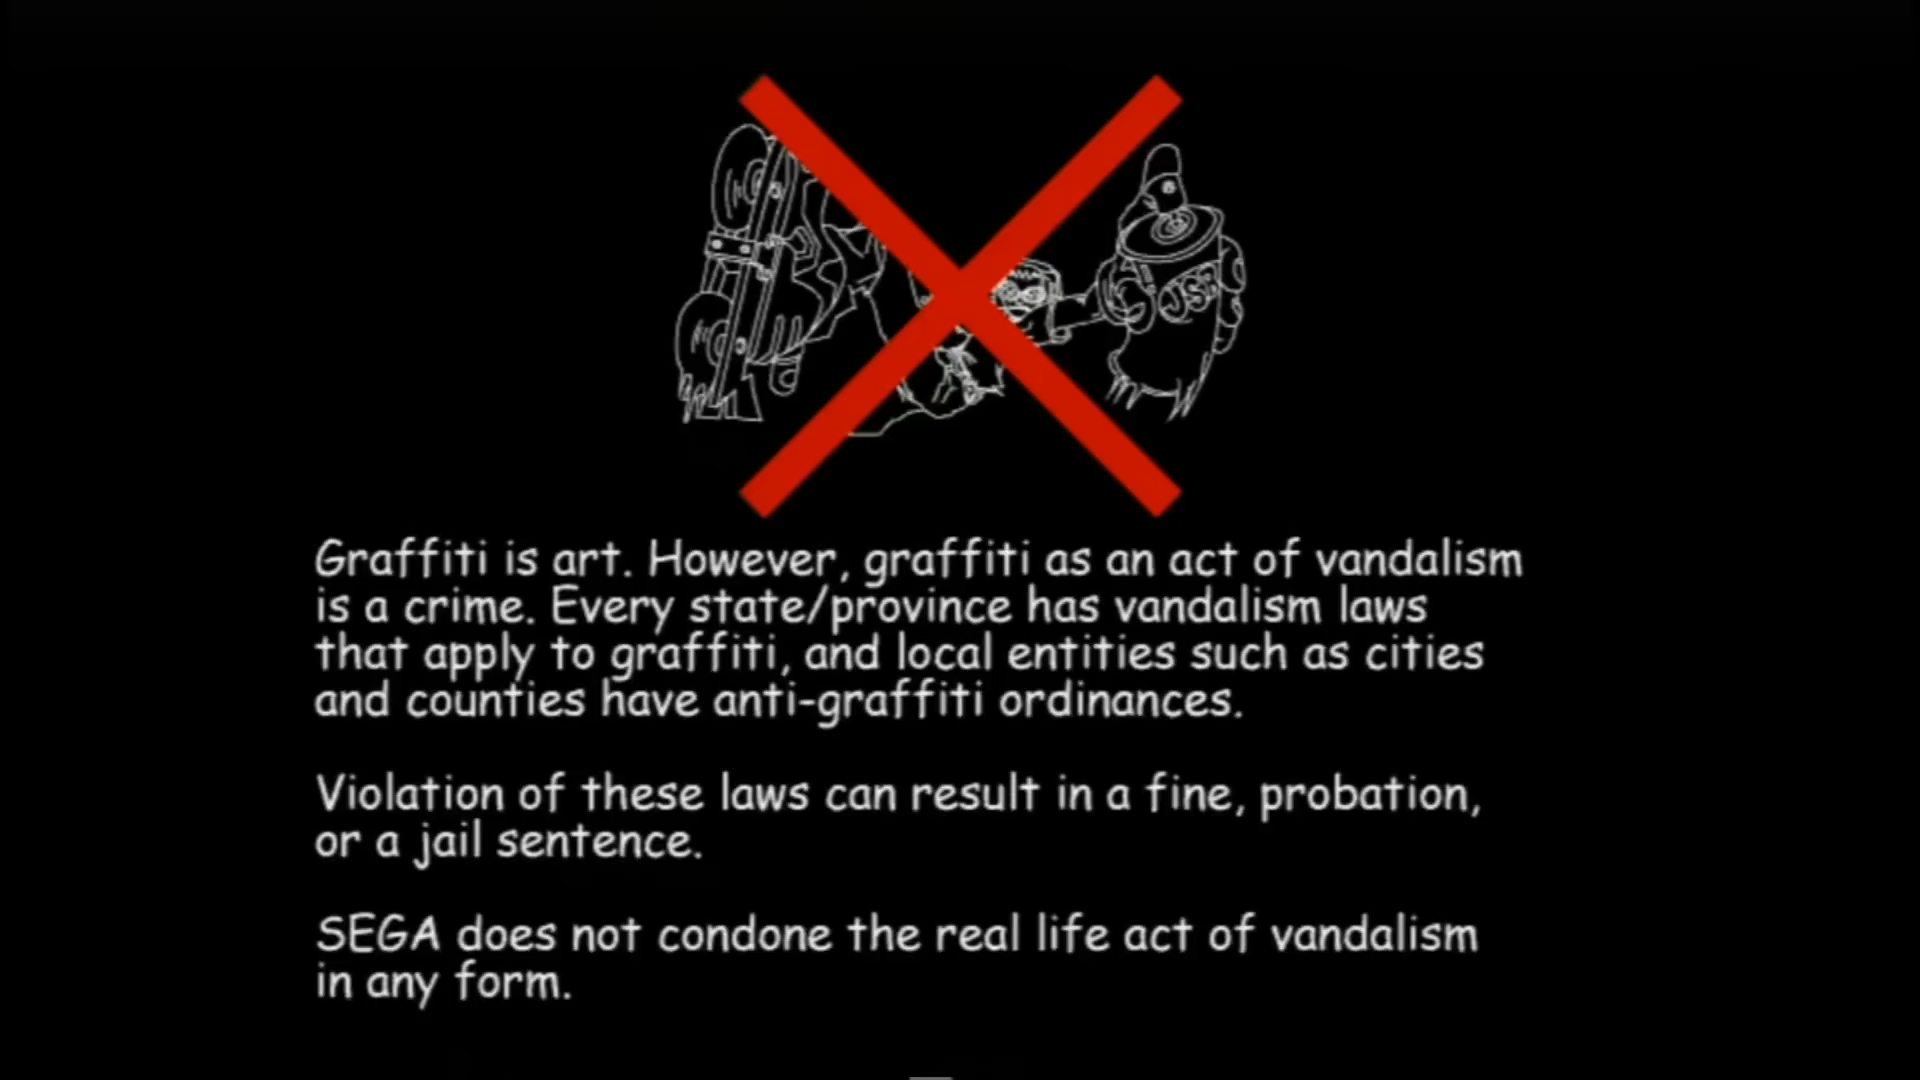 JSR
Graffiti is art. However, graffiti as an act of vandalism
is a crime. Every state/province has vandalism laws
that apply to graffiti, and local entities such as cities
and counties have anti-graffiti ordinances.
Violation of these laws can result in a fine, probation,
or a jail sentence.
SEGA does not condone the real life act of vandalism
in any form.